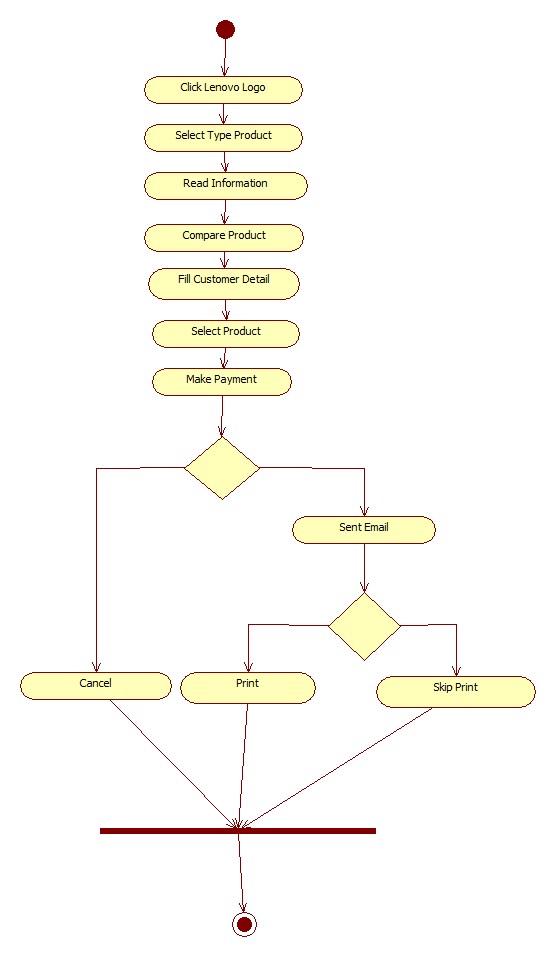 Click Lenovo Logo
Select Type Product
Read Information
Compare Product
Fill Customer Detail
Select Product
Make Payment
Sent Email
Cancel
Print
Skip Print